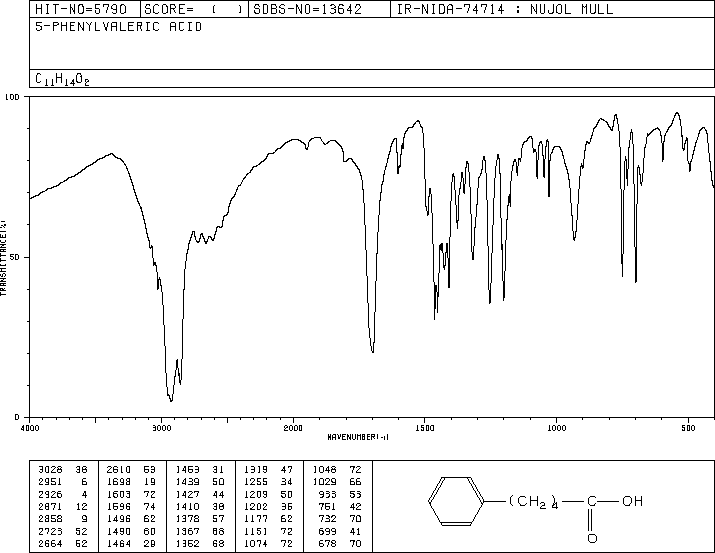 HIT-NO=5790 SCORE= ( ) SDBS-NO=13642 IR-NIDA-74714 : NUJOL MULL
5-PHENYLVALERIC ACID
C11H14O2
100
50
0
TRANSMITTANCE(%)
4000 3000 2000 1500 1000 500
WAVENUMBER(-1)
3028 36 2610 53 1453 31 1319 47 1048 72
2951 6 1698 19 1439 50 1255 34 1029 66
2926 4 1603 72 1427 44 1209 50 933 53
2871 12 1596 74 1410 38 1202 35 751 42
2858 9 1496 62 1378 57 1177 62 732 70
2723 52 1490 60 1367 66 1151 72 699 41
2664 52 1464 29 1352 68 1074 72 678 70
(CH2)4 C OH
O